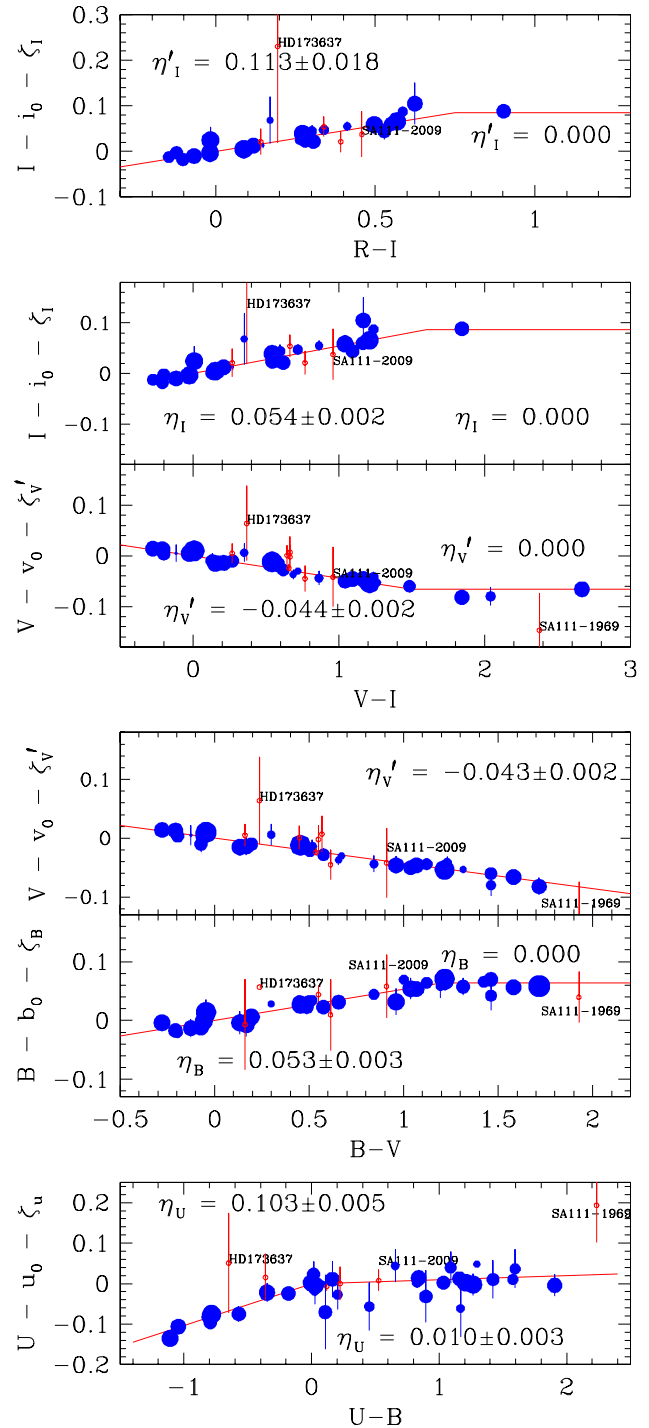 0.3
0.2
0.1
0
−0.1
I − i₀ − ζ_I
HD173637
η′_I = 0.113±0.018
SA111−2009
η′_I = 0.000
0 0.5 1
R−I
0.1
0
−0.1
I − i₀ − ζ_I
HD173637
SA111−2009
η_I = 0.054±0.002 η_I = 0.000
0.1
0
−0.1
V − v₀ − ζ_V′
HD173637
η_V′ = 0.000
SA111−2009
η_V′ = −0.044±0.002
SA111−1969
0 1 2 3
V−I
0.1
0
−0.1
V − v₀ − ζ_V′
η_V′ = −0.043±0.002
HD173637
SA111−2009
SA111−1969
0.1
0
−0.1
B − b₀ − ζ_B
η_B = 0.000
SA111−2009
HD173637
SA111−1969
η_B = 0.053±0.003
−0.5 0 0.5 1 1.5 2
B−V
0.2
0.1
0
−0.1
−0.2
U − u₀ − ζ_u
η_U = 0.103±0.005
SA111−1969
HD173637
SA111−2009
η_U = 0.010±0.003
−1 0 1 2
U−B